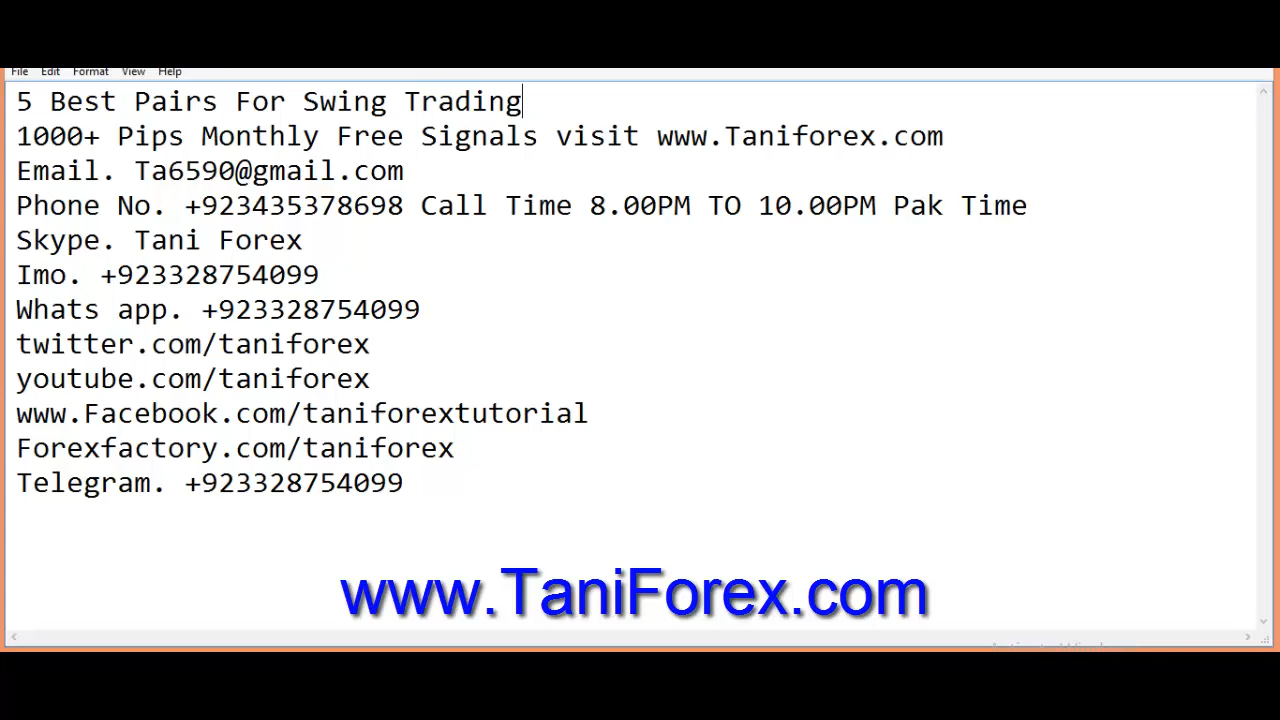 File Edit Format View Help
5 Best Pairs For Swing Trading
1000+ Pips Monthly Free Signals visit www.Taniforex.com
Email. Ta6590@gmail.com
Phone No. +923435378698 Call Time 8.00PM TO 10.00PM Pak Time
Skype. Tani Forex
Imo. +923328754099
Whats app. +923328754099
twitter.com/taniforex
youtube.com/taniforex
www.Facebook.com/taniforextutorial
Forexfactory.com/taniforex
Telegram. +923328754099
www.TaniForex.com